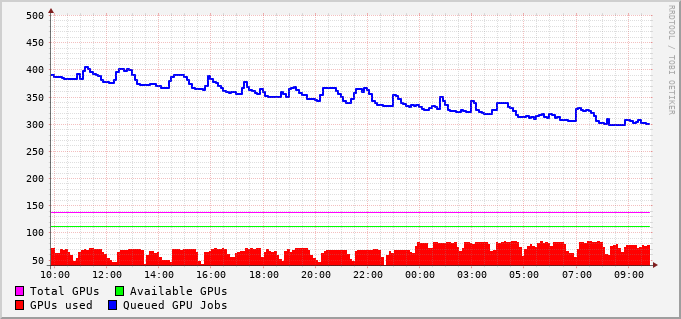 500
450
400
350
300
250
200
150
100
50
10:00 12:00 14:00 16:00 18:00 20:00 22:00 00:00 03:00 05:00 07:00 09:00
Total GPUs Available GPUs
GPUs used Queued GPU Jobs
RRDTOOL / TOBI OETIKER